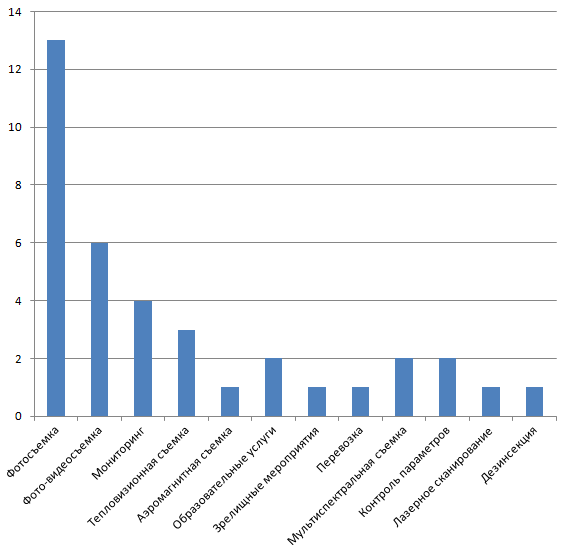 14
12
10
8
6
4
2
0
Фотосъемка
Фото-видеосъемка
Мониторинг
Тепловизионная съемка
Аэромагнитная съемка
Образовательные услуги
Зрелищные мероприятия
Перевозка
Мультиспектральная съемка
Контроль параметров
Лазерное сканирование
Дезинсекция